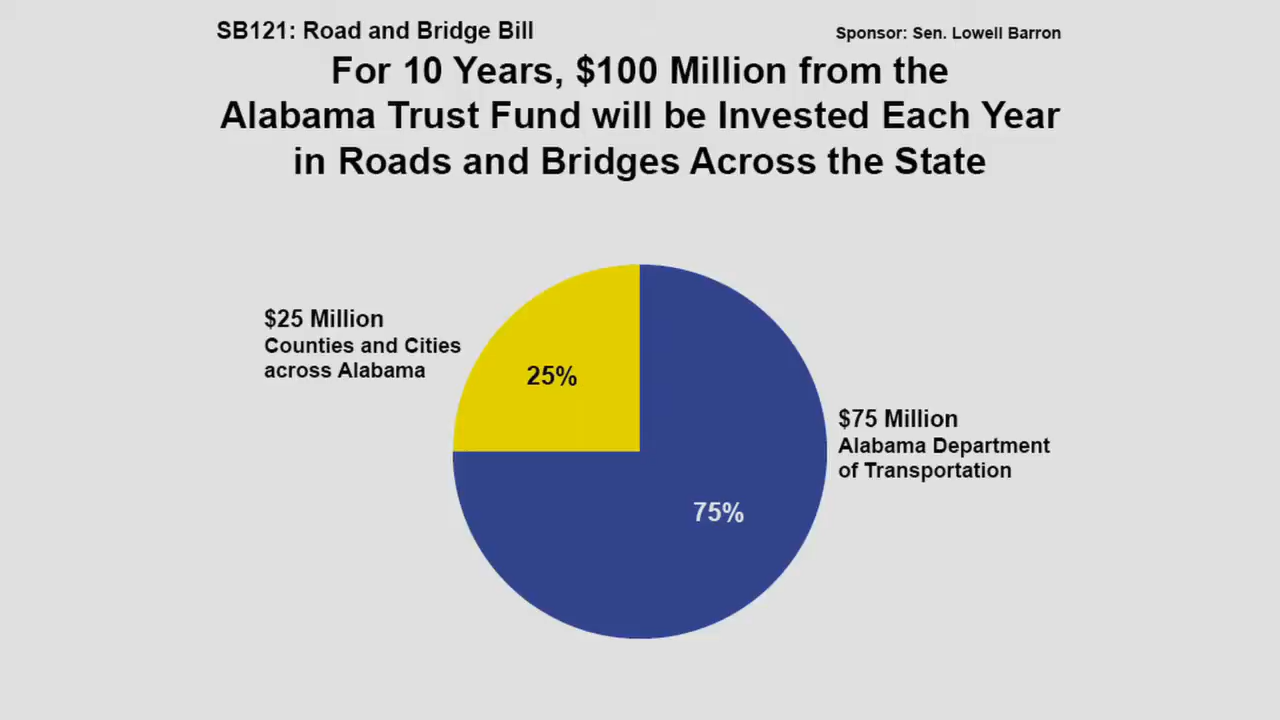 SB121: Road and Bridge Bill
Sponsor: Sen. Lowell Barron
For 10 Years, $100 Million from the
Alabama Trust Fund will be Invested Each Year
in Roads and Bridges Across the State
$25 Million
Counties and Cities
across Alabama
25%
$75 Million
Alabama Department
of Transportation
75%